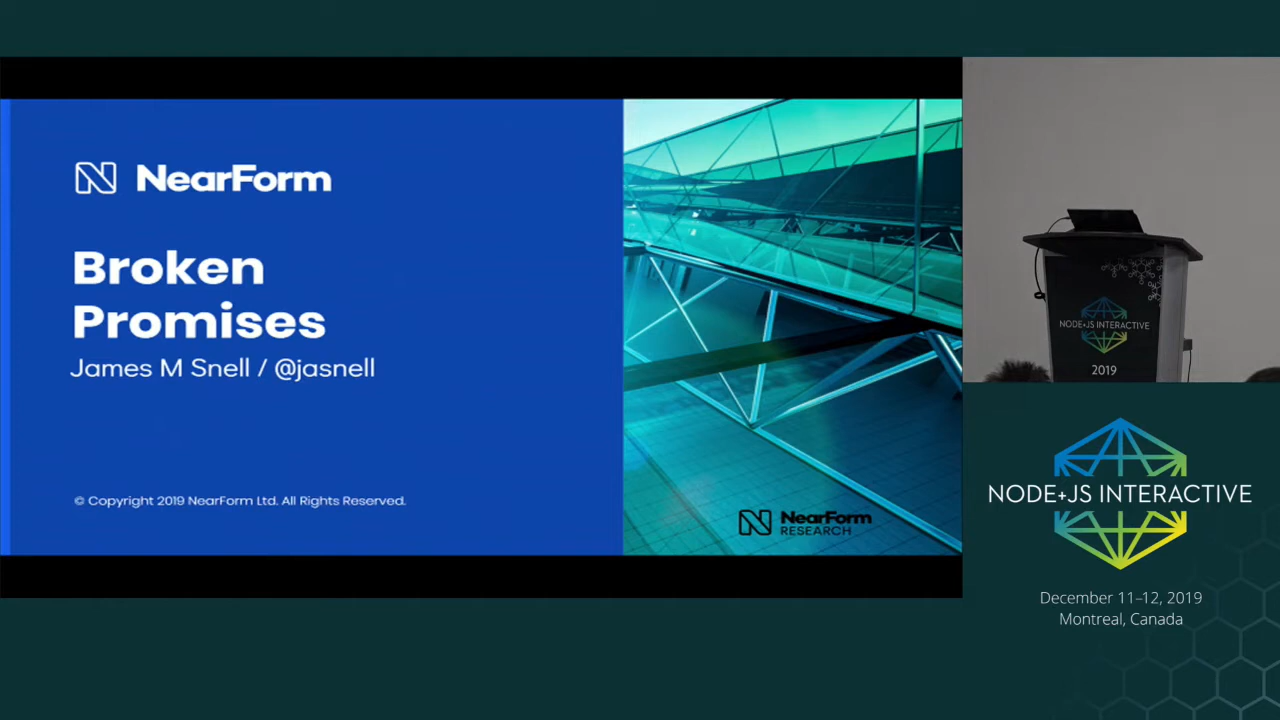 NearForm
Broken
Promises
James M Snell / @jasnell
© Copyright 2019 NearForm Ltd. All Rights Reserved.
NearForm
RESEARCH
NODE+JS INTERACTIVE
2019
NODE+JS INTERACTIVE
December 11–12, 2019
Montreal, Canada